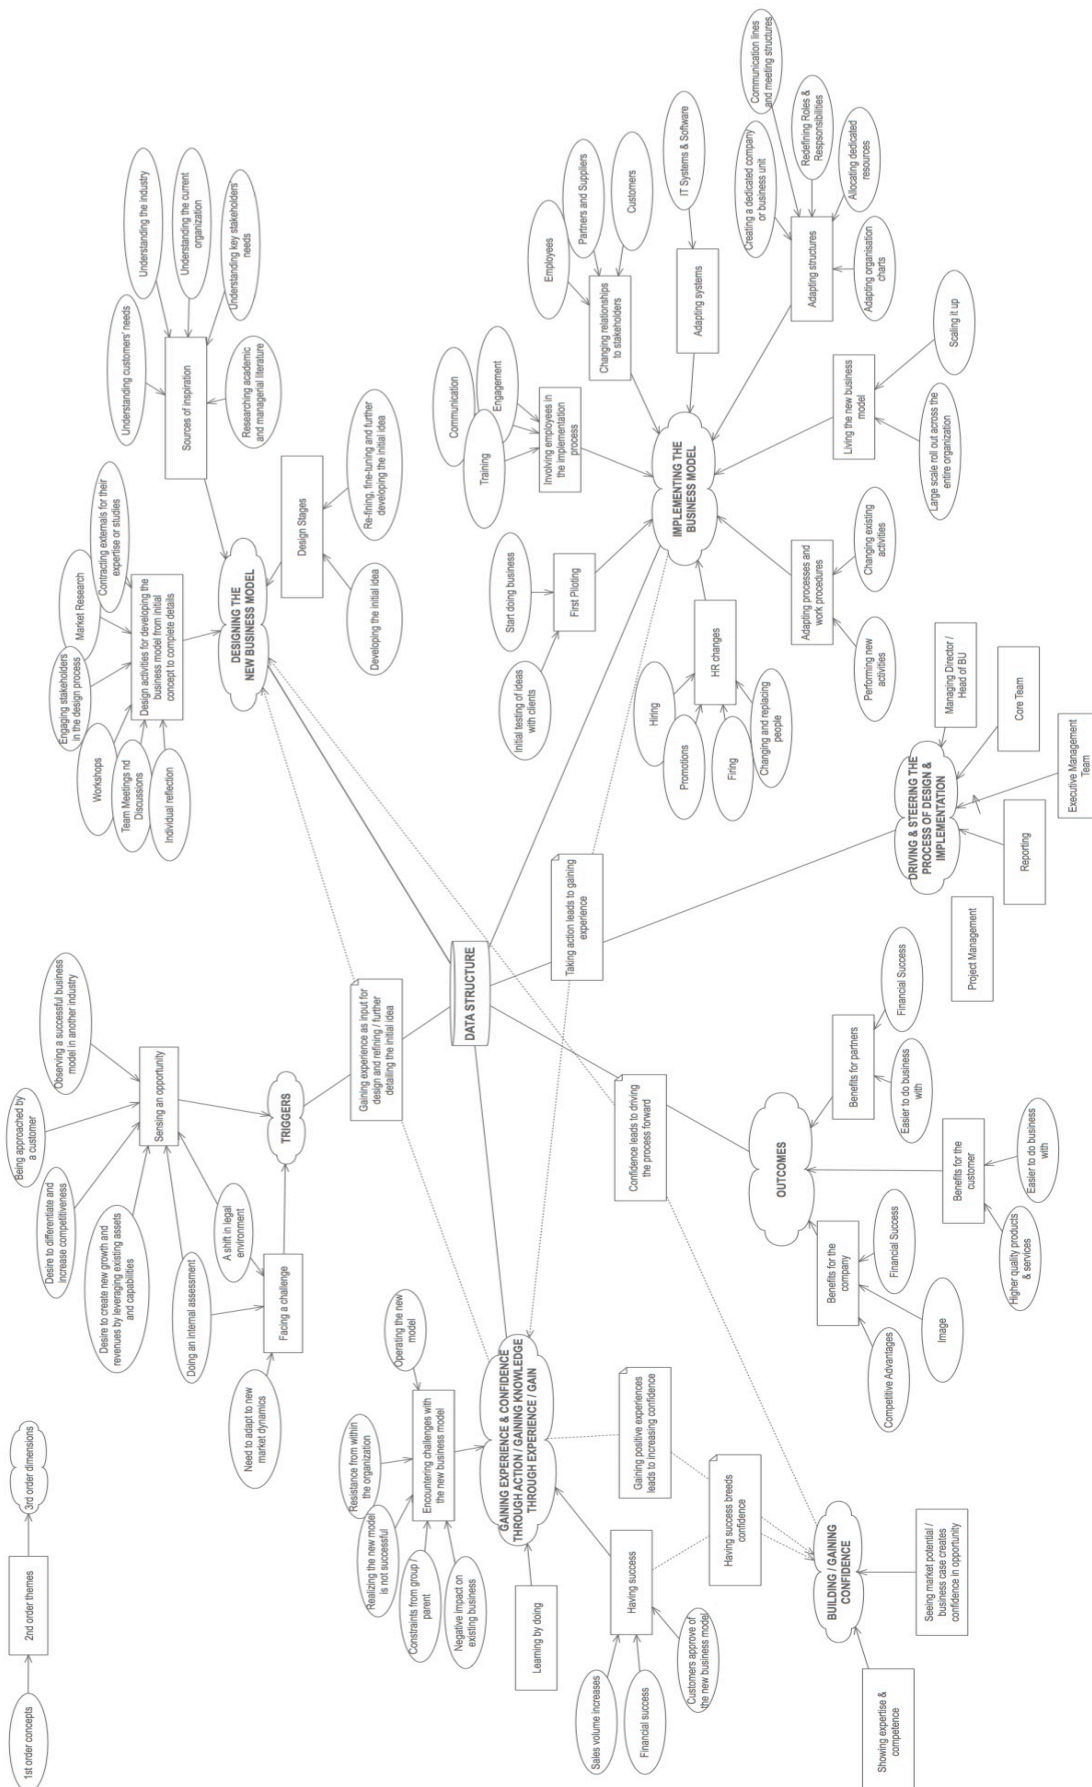 1st order concepts
2nd order themes
3rd order dimensions
Need to adapt to new
market dynamics
Facing a challenge
Doing an internal assessment
A shift in legal
environment
Desire to create new growth and
revenues by leveraging existing assets
and capabilities
Desire to differentiate and
increase competitiveness
Being approached by
a customer
Observing a successful business
model in another industry
Sensing an opportunity
TRIGGERS
Individual reflection
Team Meetings nd
Discussions
Workshops
Engaging stakeholders
in the design process
Market Research
Contracting externals for their
expertise or studies
Design activities for developing the
business model from initial
concept to complete details
Understanding customers' needs
Understanding the industry
Understanding the current
organization
Understanding key stakeholders
needs
Researching academic
and managerial literature
Sources of inspiration
DESIGNING THE
NEW BUSINESS MODEL
Design Stages
Developing the initial idea
Re-fining, fine-tuning and further
developing the initial idea
Gaining experience as input for
design and refining / further
detailing the initial idea
DATA STRUCTURE
Operating the new
model
Resistance from within
the organization
Realizing the new model
is not successful
Constraints from group /
parent
Negative impact on
existing business
Encountering challenges with
the new business model
GAINING EXPERIENCE & CONFIDENCE
THROUGH ACTION / GAINING KNOWLEDGE
THROUGH EXPERIENCE / GAIN
Learning by doing
Having success
Sales volume increases
Financial success
Customers approve of
the new business model
Gaining positive experiences
leads to increasing confidence
Having success breeds
confidence
BUILDING / GAINING
CONFIDENCE
Showing expertise &
competence
Seeing market potential /
business case creates
confidence in opportunity
Confidence leads to driving
the process forward
Taking action leads to gaining
experience
OUTCOMES
Benefits for the
company
Competitive Advantages
Image
Financial Success
Benefits for the
customer
Higher quality products
& services
Easier to do business
with
Benefits for partners
Easier to do business
with
Financial Success
DRIVING & STEERING THE
PROCESS OF DESIGN &
IMPLEMENTATION
Project Management
Reporting
Executive Management
Team
Core Team
Managing Director /
Head of BU
Start doing business
Initial testing of ideas
with clients
First Piloting
Training
Communication
Engagement
Involving employees in
the implementation
process
Employees
Partners and Suppliers
Customers
Changing relationships
to stakeholders
IMPLEMENTING THE
BUSINESS MODEL
Adapting systems
IT Systems & Software
Hiring
Promotions
Firing
Changing and replacing
people
HR changes
Adapting processes and
work procedures
Performing new
activities
Changing existing
activities
Living the new business
model
Large scale roll out across the
entire organization
Scaling it up
Adapting structures
Creating a dedicated company
or business unit
Communication lines
and meeting structures
Redefining Roles &
Respsonsibilities
Allocating dedicated
resources
Adapting organisation
charts